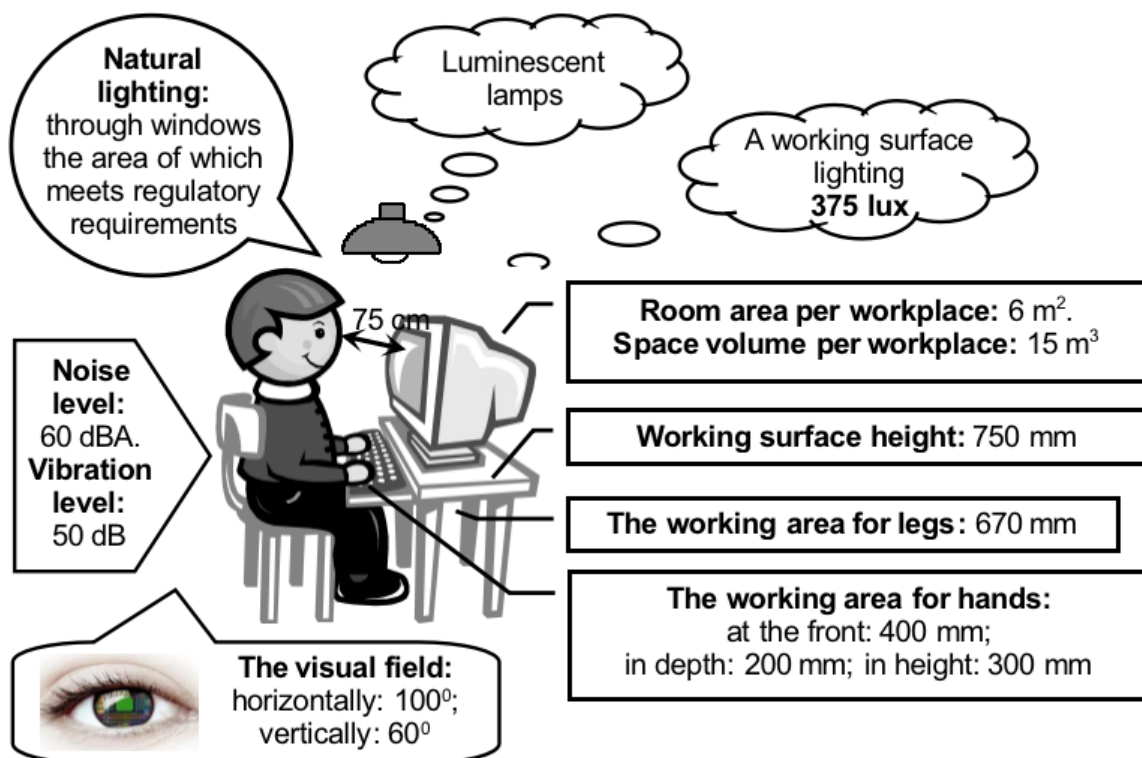 Natural
lighting:
through windows
the area of which
meets regulatory
requirements
Luminescent
lamps
A working surface
lighting
375 lux
75 cm
Room area per workplace: 6 m².
Space volume per workplace: 15 m³
Noise
level:
60 dBA.
Vibration
level:
50 dB
Working surface height: 750 mm
The working area for legs: 670 mm
The working area for hands:
at the front: 400 mm;
in depth: 200 mm; in height: 300 mm
The visual field:
horizontally: 100⁰;
vertically: 60⁰